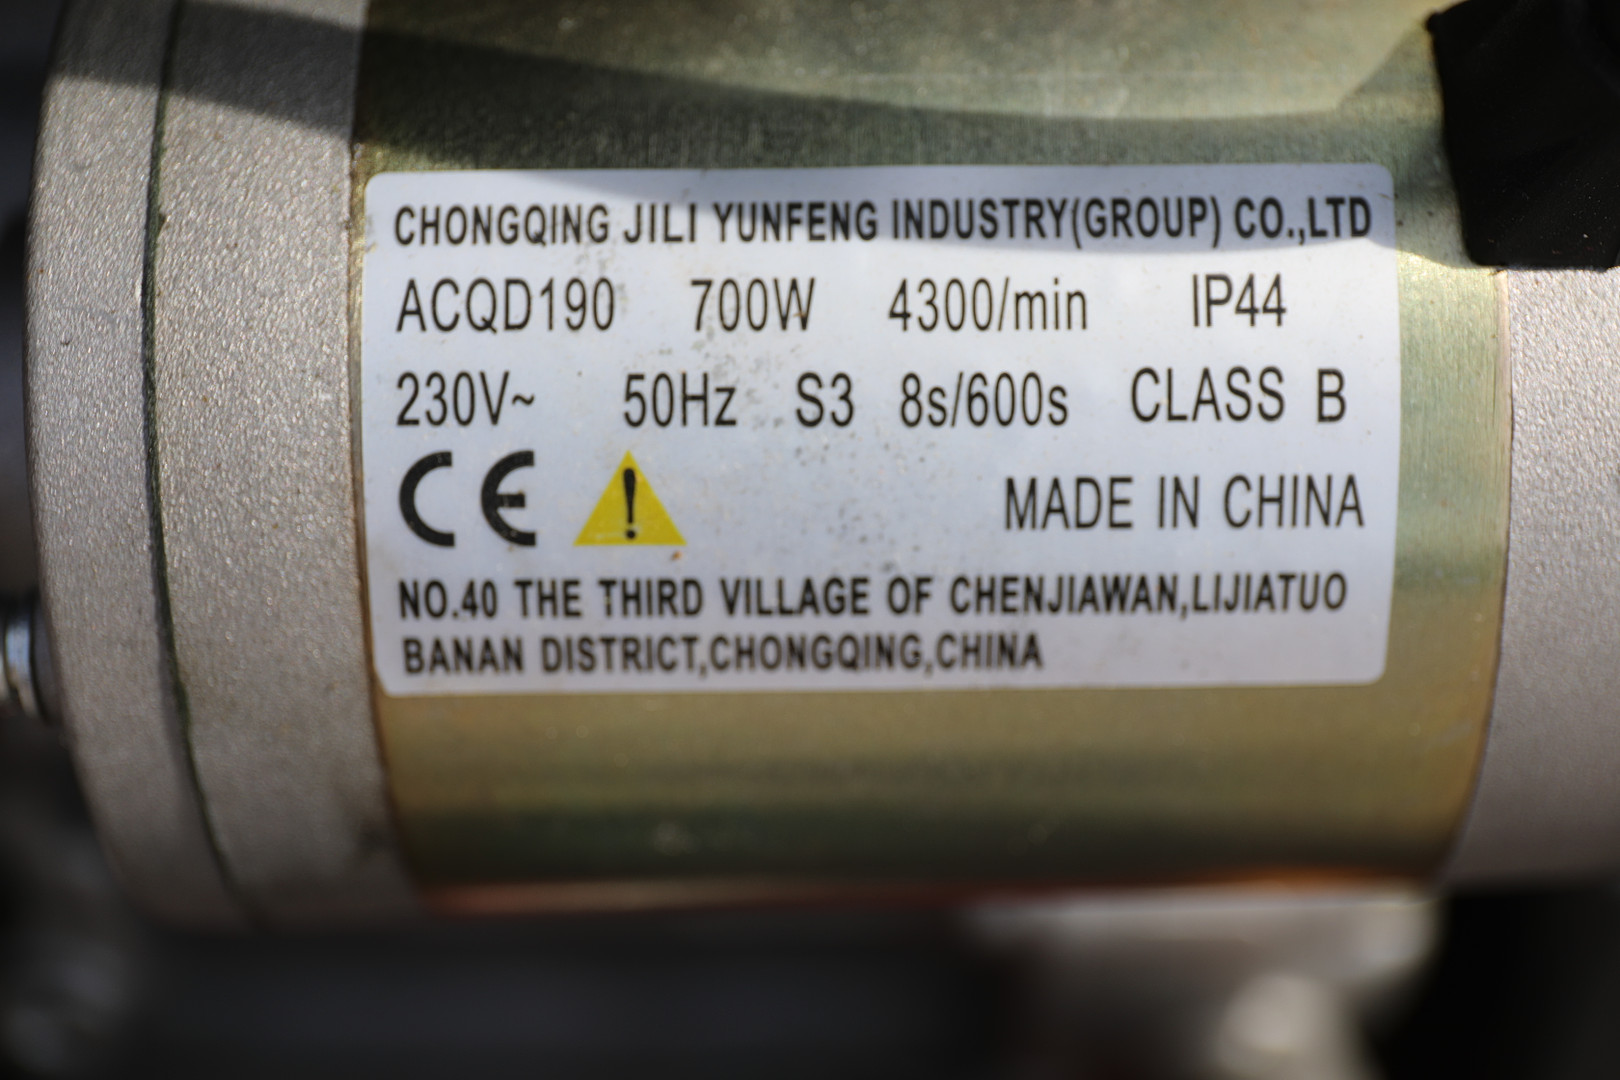 CHONGQING JILI YUNFENG INDUSTRY(GROUP) CO.,LTD
ACQD190 700W 4300/min IP44
230V~ 50Hz S3 8s/600s CLASS B
CE ! MADE IN CHINA
NO.40 THE THIRD VILLAGE OF CHENJIAWAN,LIJIATUO
BANAN DISTRICT,CHONGQING,CHINA